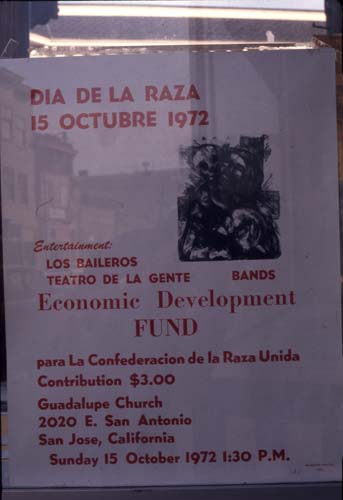 DIA DE LA RAZA
15 OCTUBRE 1972
Entertainment:
LOS BAILEROS
TEATRO DE LA GENTE BANDS
Economic Development
FUND
para La Confederacion de la Raza Unida
Contribution $3.00
Guadalupe Church
2020 E. San Antonio
San Jose, California
Sunday 15 October 1972 1:30 P.M.